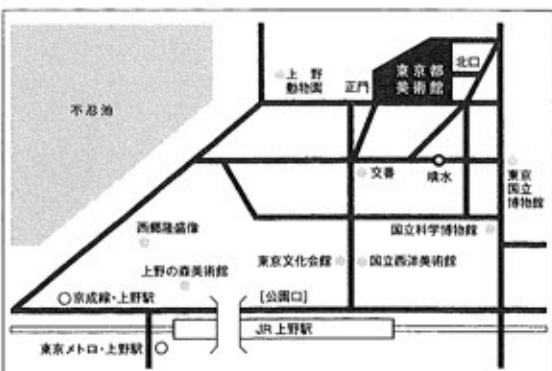 北口
上野
動物園
正門
東京都
美術館
不忍池
交番
噴水
東京
国立
博物館
西郷隆盛像
国立科学博物館
上野の森美術館
東京文化会館
国立西洋美術館
京成線・上野駅
[公園口]
JR上野駅
東京メトロ・上野駅